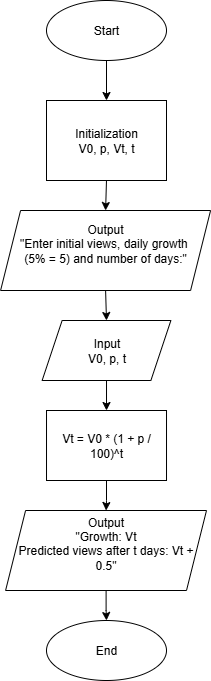 Start
Initialization
V0, p, Vt, t
Output
"Enter initial views, daily growth
(5% = 5) and number of days:"
Input
V0, p, t
Vt = V0 * (1 + p /
100)^t
Output
"Growth: Vt
Predicted views after t days: Vt +
0.5"
End